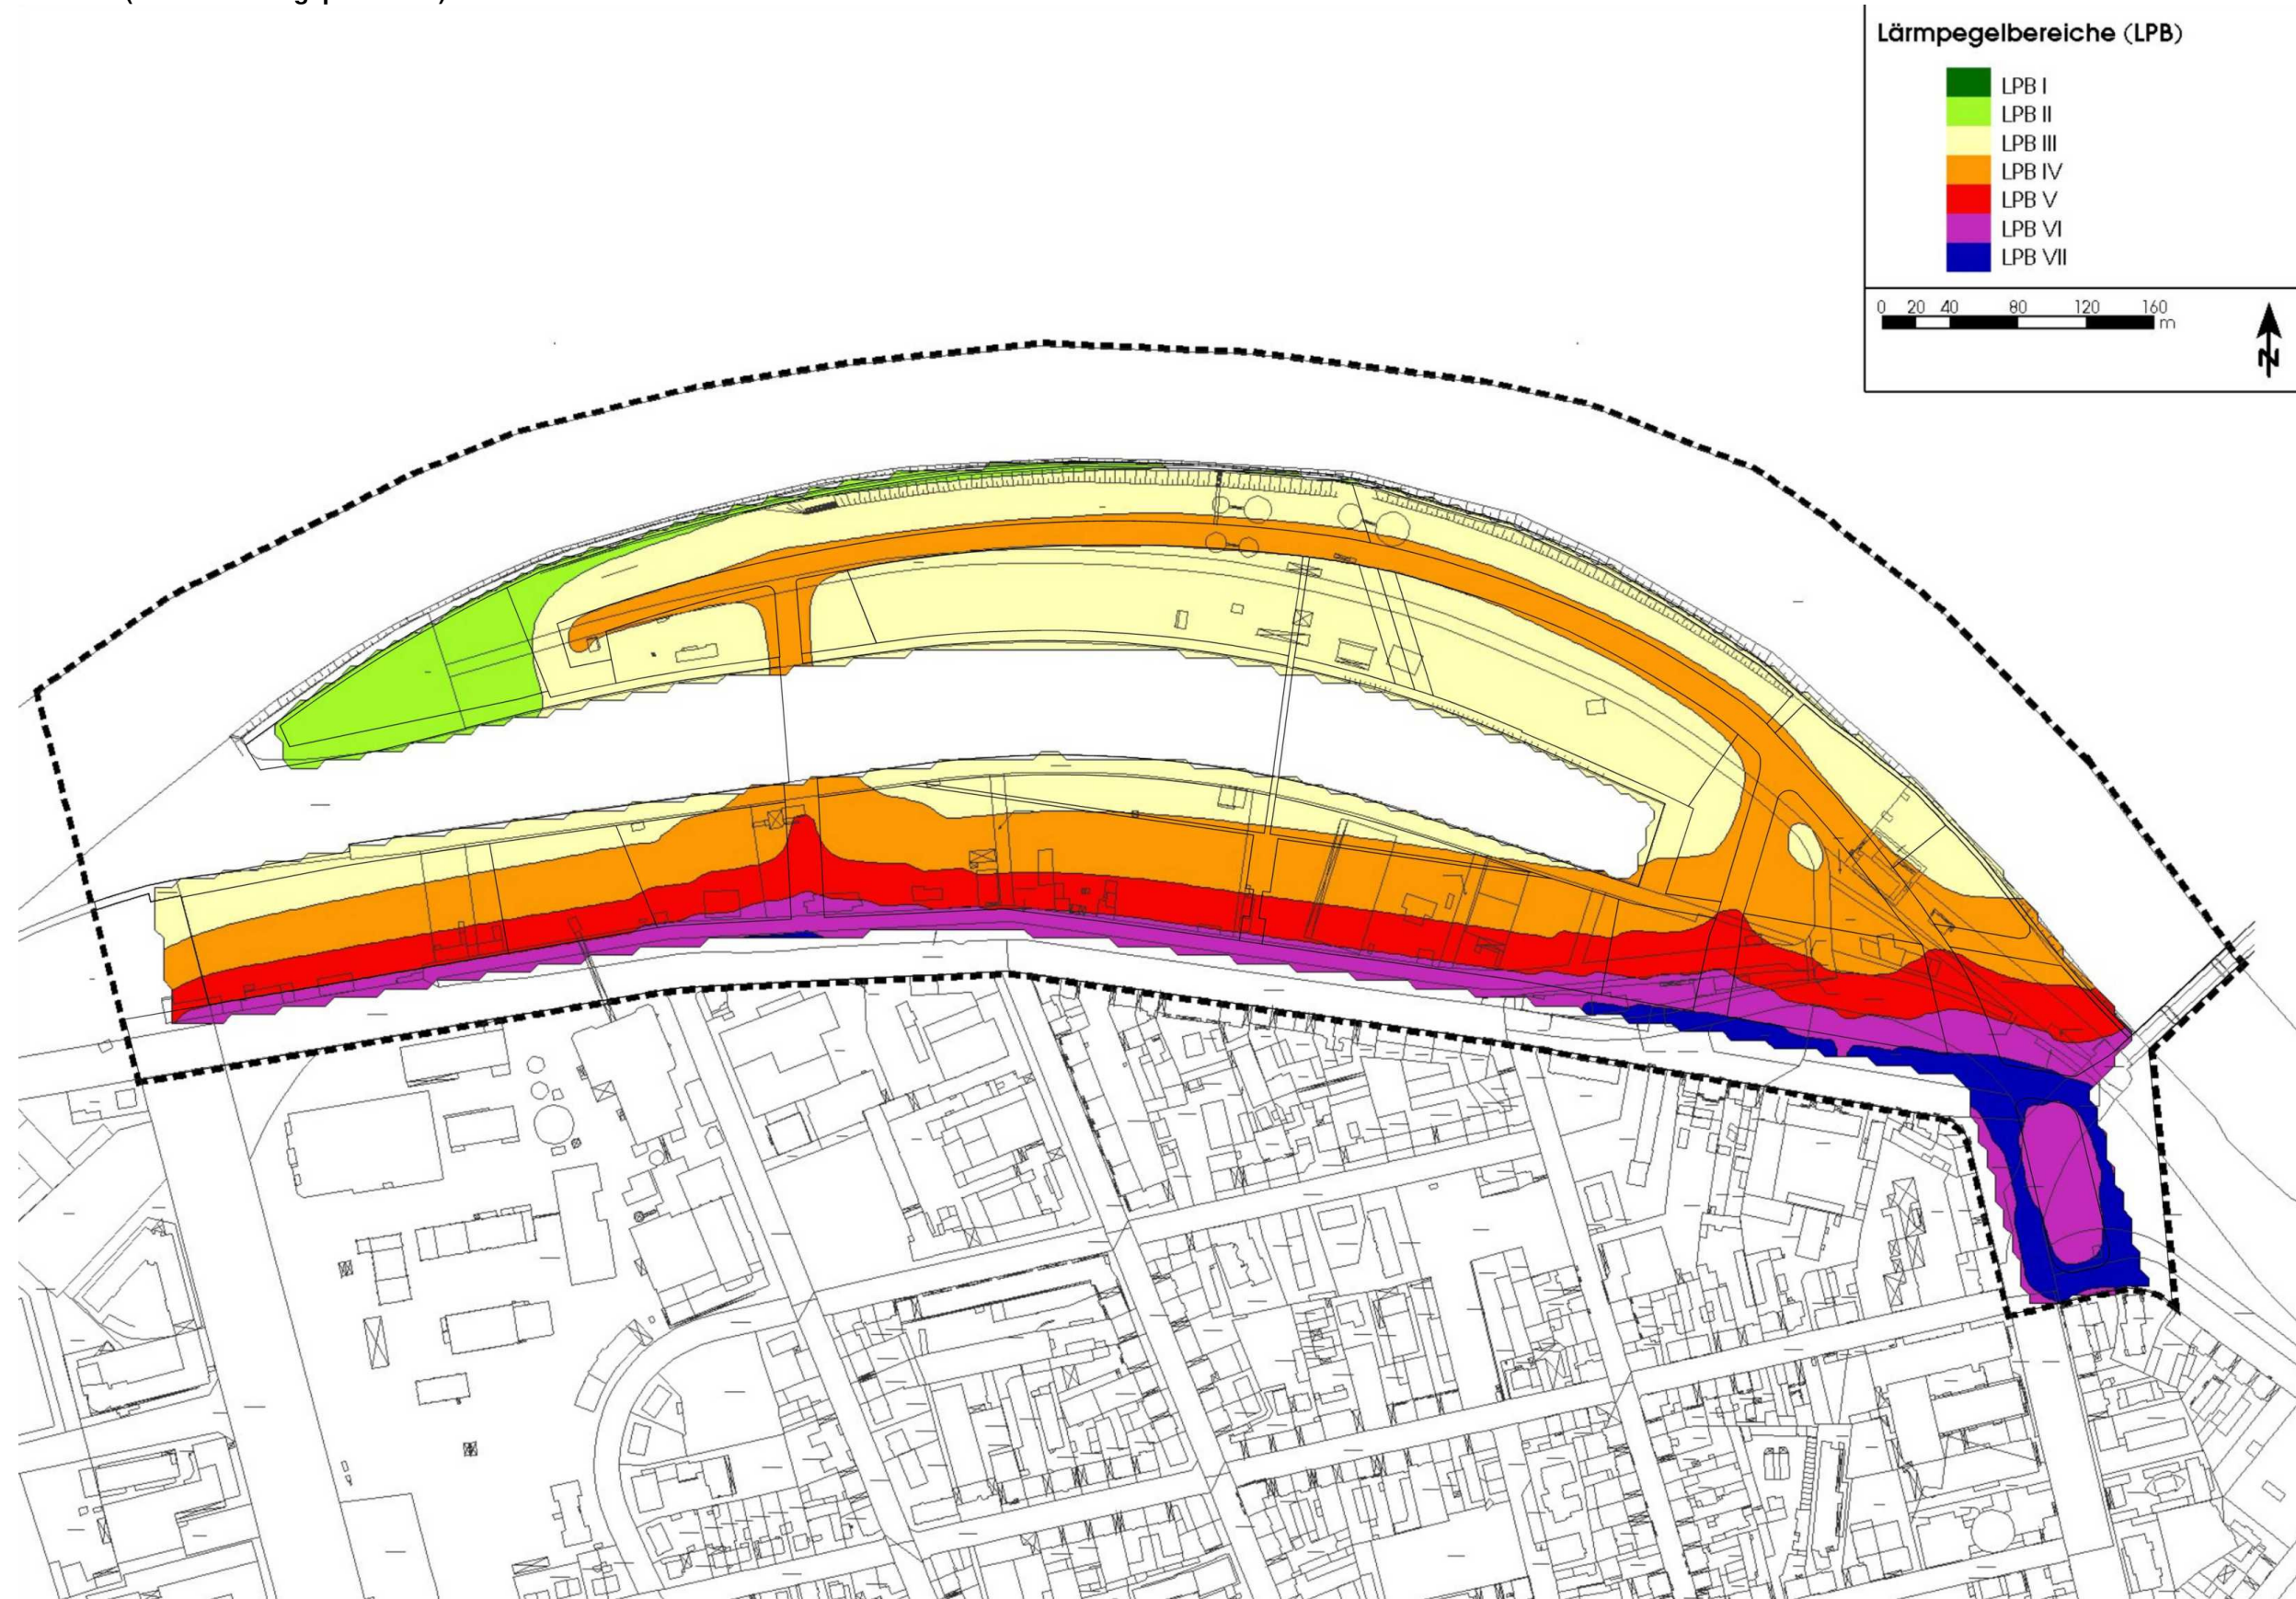 Lärmpegelbereiche (LPB)
LPB I
LPB II
LPB III
LPB IV
LPB V
LPB VI
LPB VII
0 20 40 80 120 160
m
N